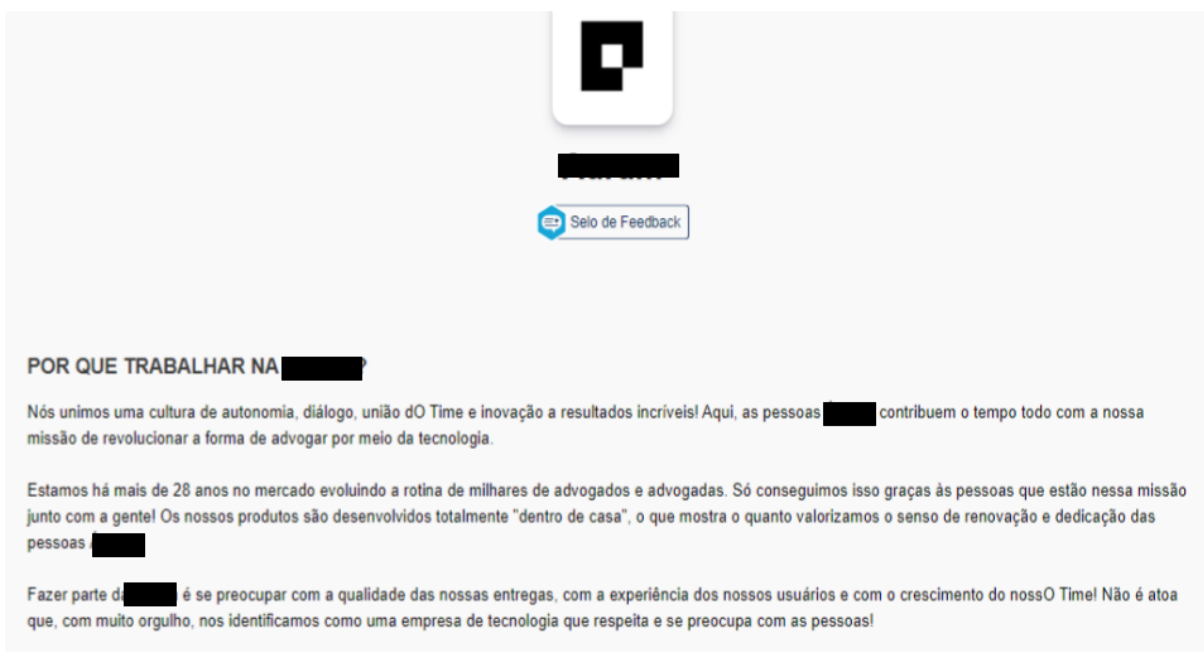 Selo de Feedback
POR QUE TRABALHAR NA ?
Nós unimos uma cultura de autonomia, diálogo, união dO Time e inovação a resultados incríveis! Aqui, as pessoas contribuem o tempo todo com a nossa
missão de revolucionar a forma de advogar por meio da tecnologia.
Estamos há mais de 28 anos no mercado evoluindo a rotina de milhares de advogados e advogadas. Só conseguimos isso graças às pessoas que estão nessa missão
junto com a gente! Os nossos produtos são desenvolvidos totalmente "dentro de casa", o que mostra o quanto valorizamos o senso de renovação e dedicação das
pessoas
Fazer parte da é se preocupar com a qualidade das nossas entregas, com a experiência dos nossos usuários e com o crescimento do nossO Time! Não é atoa
que, com muito orgulho, nos identificamos como uma empresa de tecnologia que respeita e se preocupa com as pessoas!